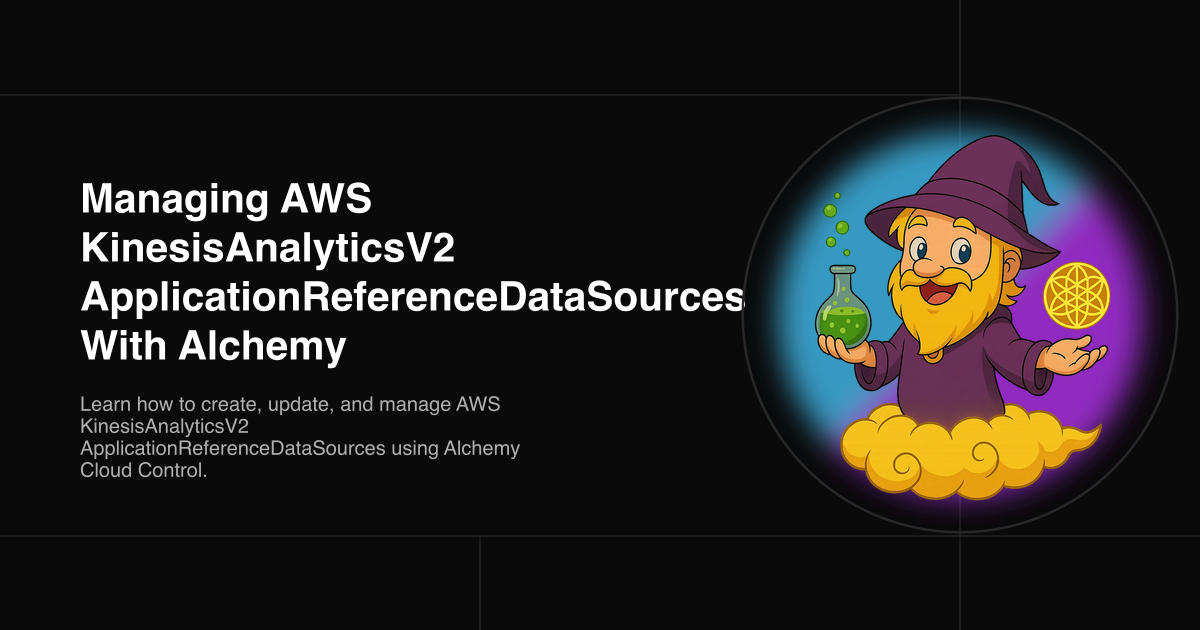 Managing AWS
KinesisAnalyticsV2
ApplicationReferenceDataSources
With Alchemy
Learn how to create, update, and manage AWS
KinesisAnalyticsV2
ApplicationReferenceDataSources using Alchemy
Cloud Control.